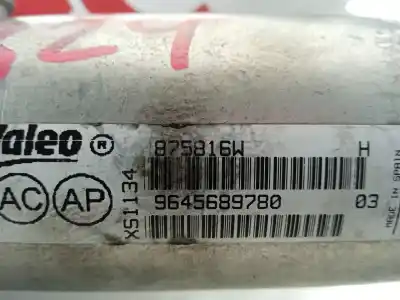 Valeo ®
875816W H
XS1134
AC AP
9645689780 03
MADE IN SPAIN